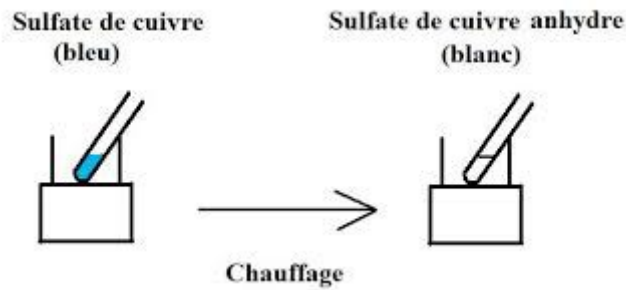 Sulfate de cuivre
(bleu)
Sulfate de cuivre anhydre
(blanc)
Chauffage